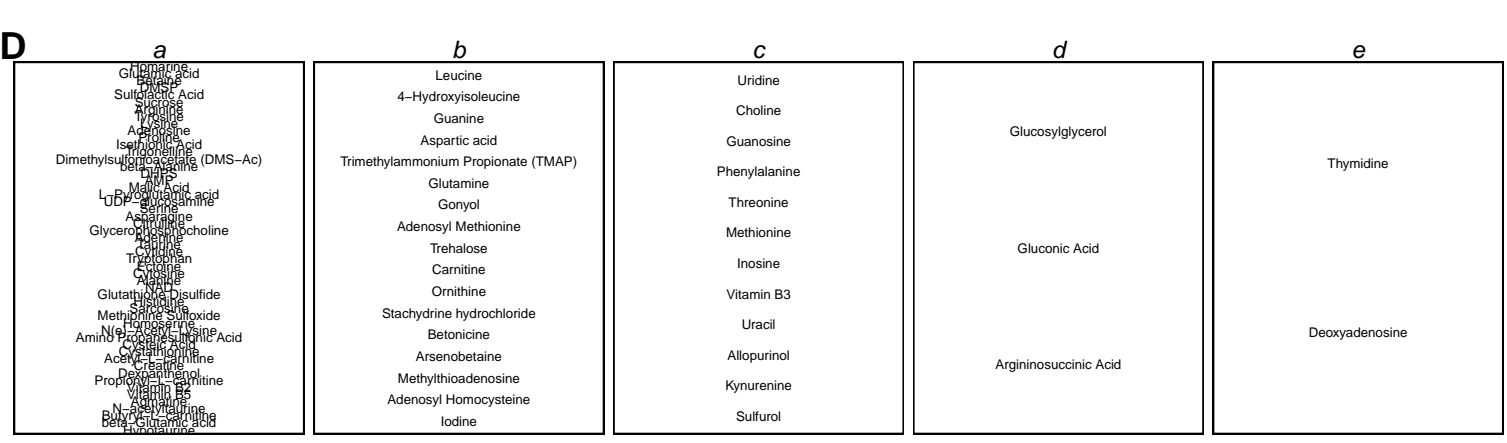 D
a
b
c
d
e
Homarine
Glutamic acid
Betaine
DMSP
Sulfolactic Acid
Sucrose
Arginine
Tyrosine
Lysine
Adenosine
Proline
Isethionic Acid
Trigonelline
Dimethylsulfonioacetate (DMS−Ac)
beta−Alanine
DHPS
AMP
Malic Acid
L−Pyroglutamic acid
UDP−glucosamine
Serine
Asparagine
Citrulline
Glycerophosphocholine
Adenine
Taurine
Cytidine
Tryptophan
Ectoine
Cytosine
Alanine
NAD
Glutathione Disulfide
Histidine
Sarcosine
Methionine Sulfoxide
Homoserine
N(e)−Acetyl−Lysine
Amino Propanesulfonic Acid
Cysteic Acid
Cystathionine
Acetyl−L−carnitine
Creatine
Dexpanthenol
Propionyl−L−carnitine
Vitamin B2
Vitamin B5
Agmatine
N−acetyltaurine
Butyryl−L−carnitine
beta−Glutamic acid
Hypotaurine
Leucine
4−Hydroxyisoleucine
Guanine
Aspartic acid
Trimethylammonium Propionate (TMAP)
Glutamine
Gonyol
Adenosyl Methionine
Trehalose
Carnitine
Ornithine
Stachydrine hydrochloride
Betonicine
Arsenobetaine
Methylthioadenosine
Adenosyl Homocysteine
Iodine
Uridine
Choline
Guanosine
Phenylalanine
Threonine
Methionine
Inosine
Vitamin B3
Uracil
Allopurinol
Kynurenine
Sulfurol
Glucosylglycerol
Gluconic Acid
Argininosuccinic Acid
Thymidine
Deoxyadenosine